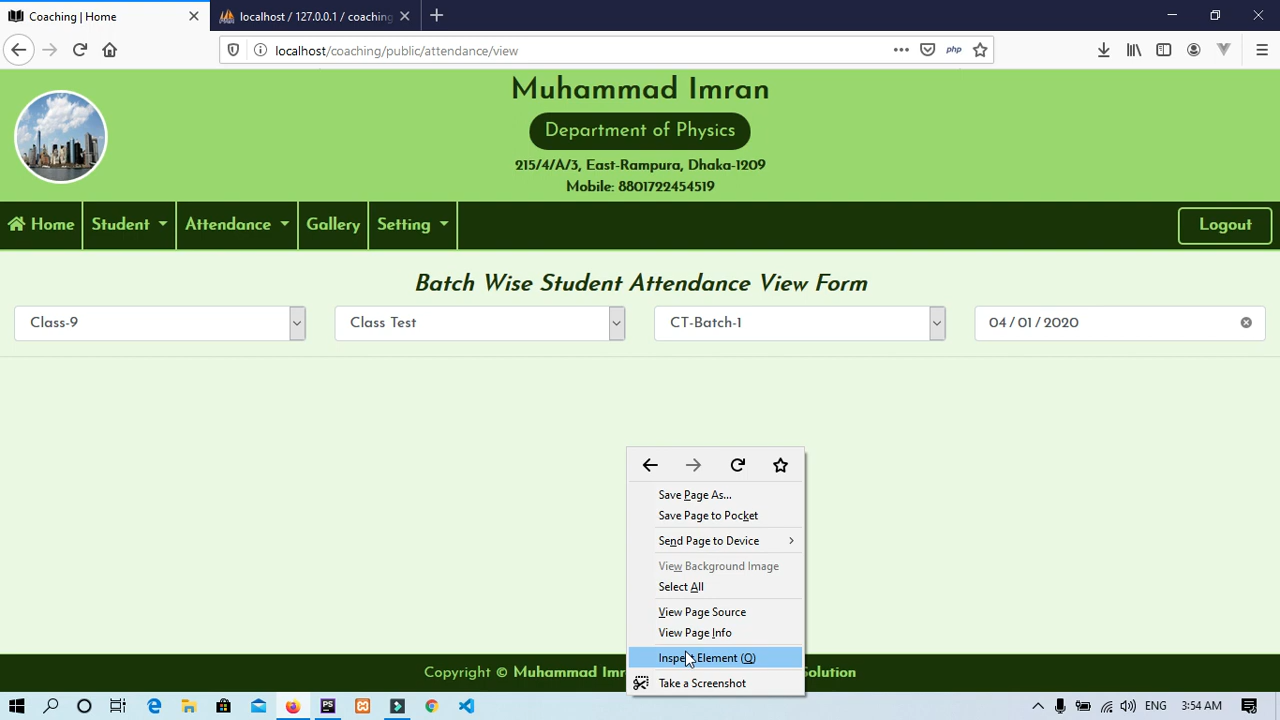 Coaching | Home
localhost / 127.0.0.1 / coaching
localhost/coaching/public/attendance/view
php
Muhammad Imran
Department of Physics
215/4/A/3, East-Rampura, Dhaka-1209
Mobile: 8801722454519
Home Student Attendance Gallery Setting Logout
Batch Wise Student Attendance View Form
Class-9 Class Test CT-Batch-1 04 / 01 / 2020
Save Page As...
Save Page to Pocket
Send Page to Device
View Background Image
Select All
View Page Source
View Page Info
Inspect Element (Q)
Take a Screenshot
Copyright © Muhammad Imr Solution
PS
ENG 3:54 AM